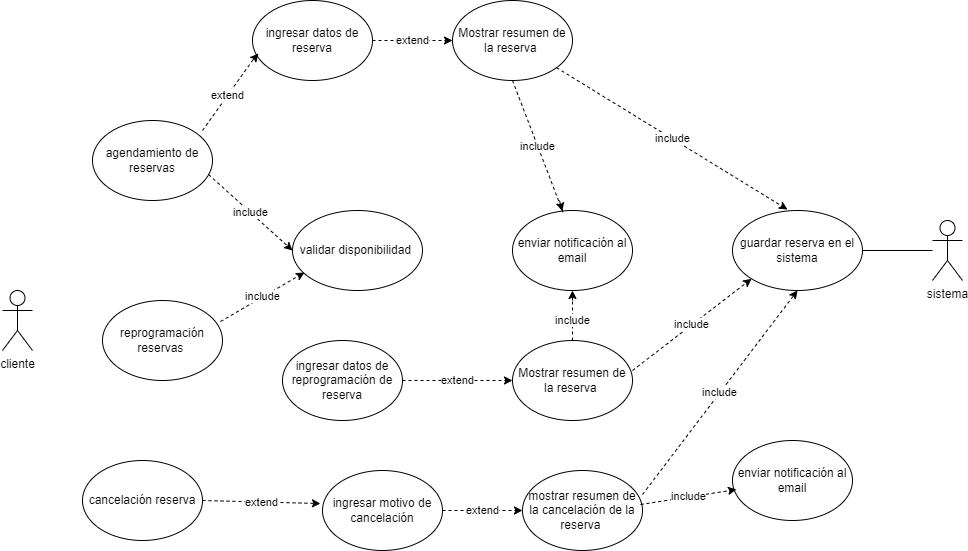 ingresar datos de
reserva
extend
Mostrar resumen de
la reserva
extend
agendamiento de
reservas
include
include
include
validar disponibilidad
enviar notificación al
email
guardar reserva en el
sistema
sistema
include
reprogramación
reservas
cliente
include
include
ingresar datos de
reprogramación de
reserva
extend
Mostrar resumen de
la reserva
include
cancelación reserva
extend
ingresar motivo de
cancelación
extend
mostrar resumen de
la cancelación de la
reserva
include
enviar notificación al
email